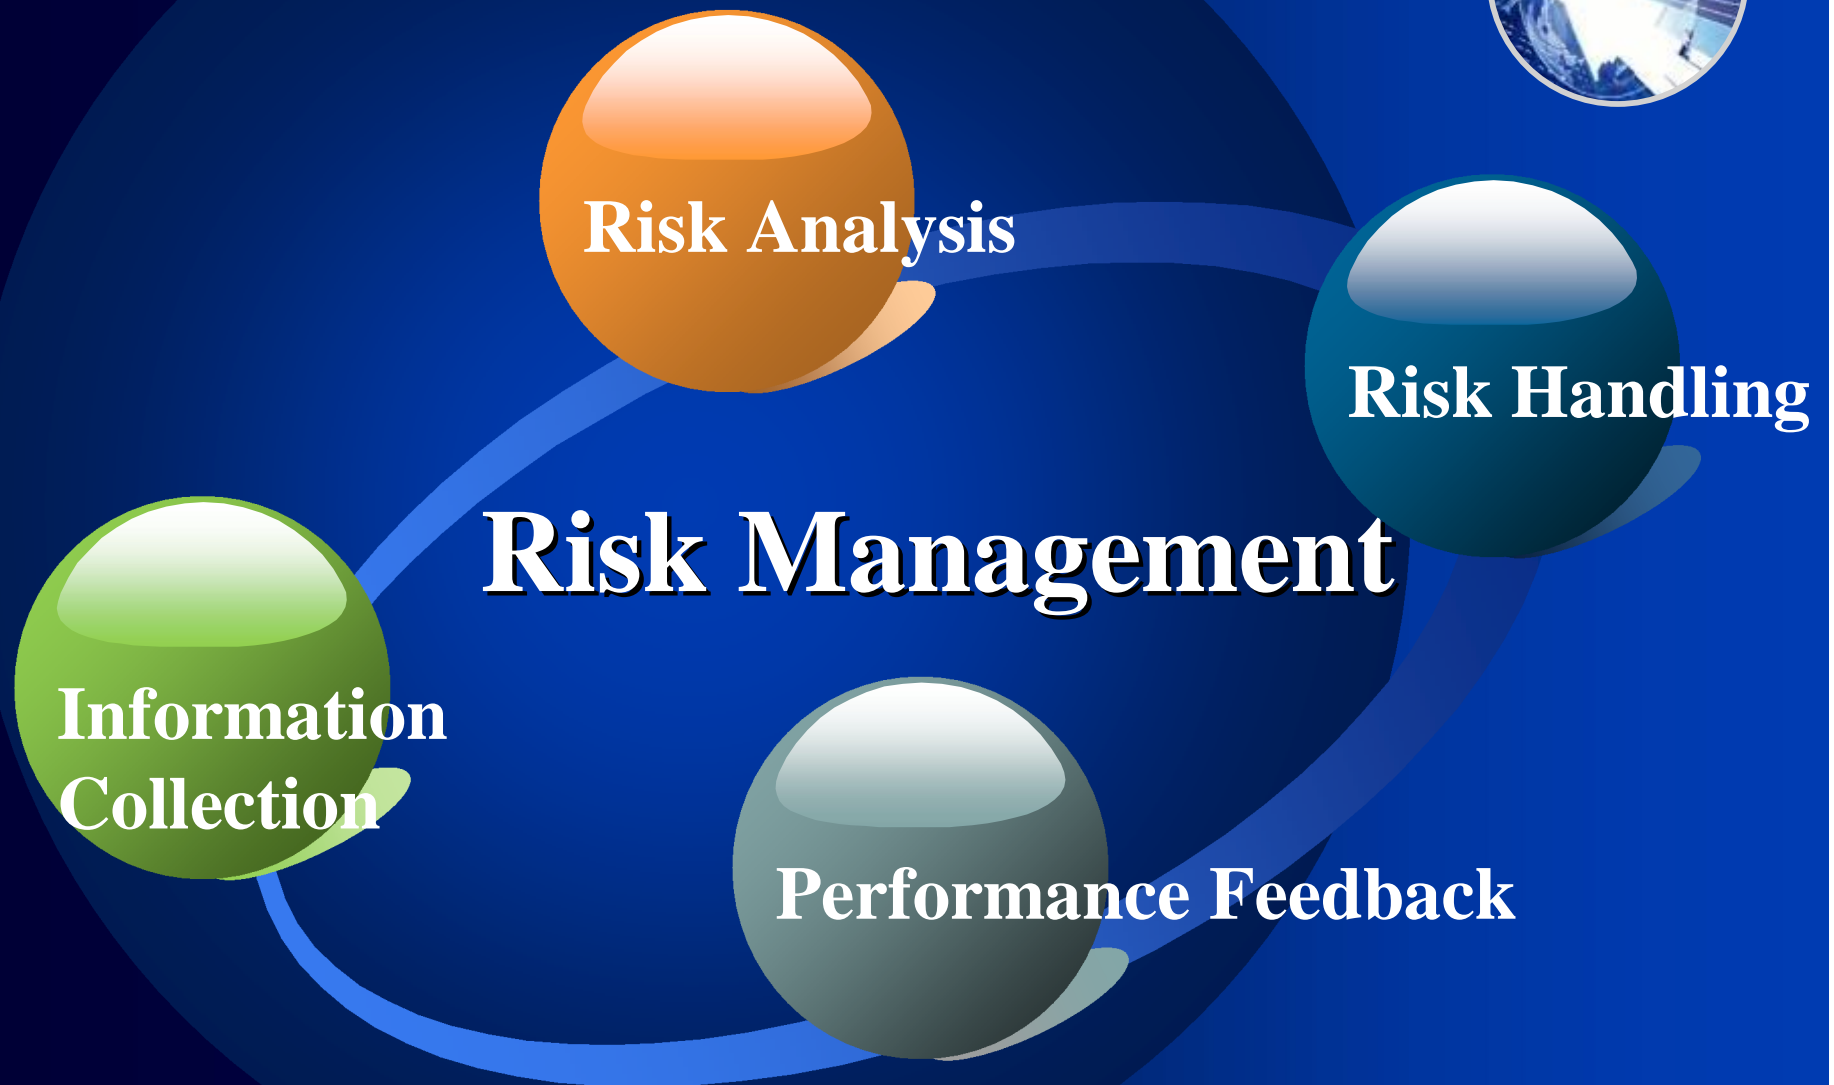 Risk Analysis
Risk Handling
Risk Management
Information
Collection
Performance Feedback